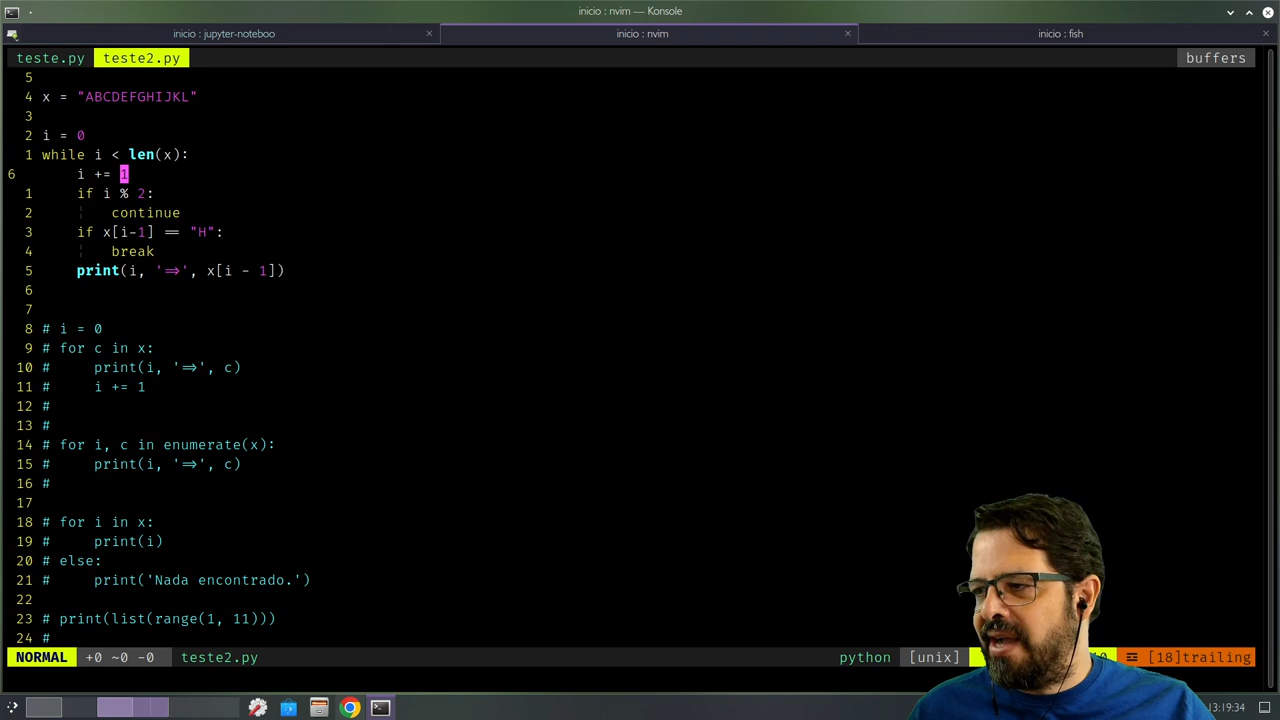 inicio : nvim — Konsole
inicio : jupyter-noteboo
inicio : nvim
inicio : fish
teste.py teste2.py buffers
5
4 x = "ABCDEFGHIJKL"
3
2 i = 0
1 while i < len(x):
6 i += 1
1 if i % 2:
2 continue
3 if x[i-1] == "H":
4 break
5 print(i, '=>', x[i - 1])
6
7
8 # i = 0
9 # for c in x:
10 # print(i, '=>', c)
11 # i += 1
12 #
13 #
14 # for i, c in enumerate(x):
15 # print(i, '=>', c)
16 #
17
18 # for i in x:
19 # print(i)
20 # else:
21 # print('Nada encontrado.')
22
23 # print(list(range(1, 11)))
24 #
NORMAL +0 ~0 -0 teste2.py python [unix] [18]trailing
13:19:34